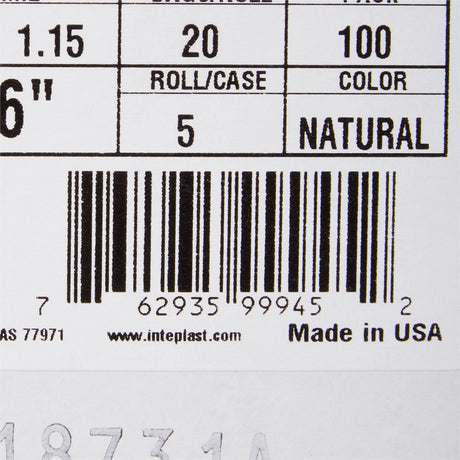 1.15 20 100
ROLL/CASE COLOR
6" 5 NATURAL
7 62935 99945 2
AS 77971 www.inteplast.com Made in USA
18731A